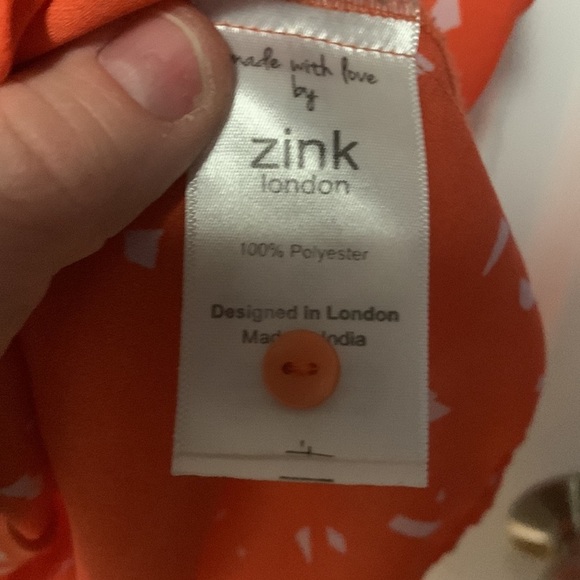 made with love
by
zink
london
100% Polyester
Designed in London
India